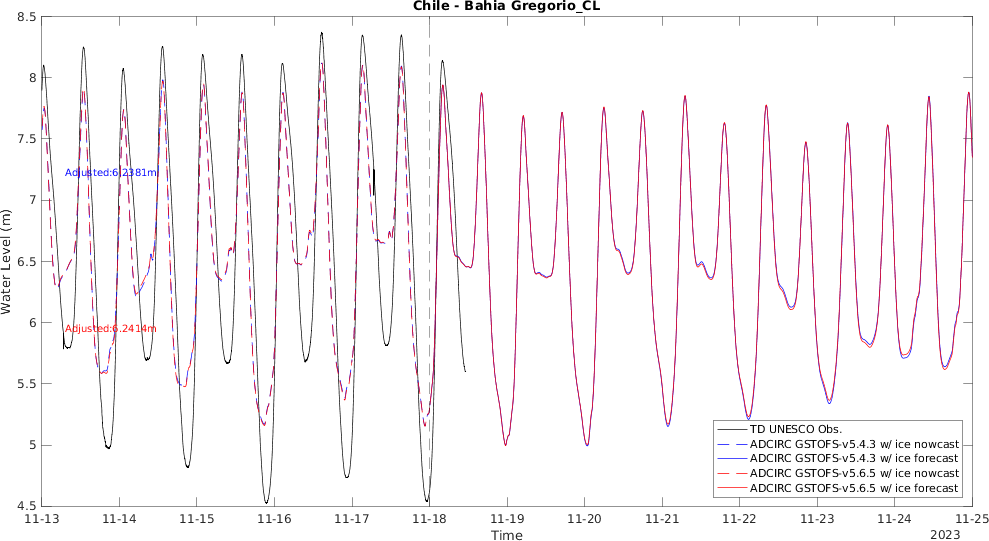 Chile - Bahia Gregorio_CL
8.5
8
7.5
7
6.5
6
5.5
5
4.5
Water Level (m)
Adjusted:6.2381m
Adjusted:6.2414m
TD UNESCO Obs.
ADCIRC GSTOFS-v5.4.3 w/ ice nowcast
ADCIRC GSTOFS-v5.4.3 w/ ice forecast
ADCIRC GSTOFS-v5.6.5 w/ ice nowcast
ADCIRC GSTOFS-v5.6.5 w/ ice forecast
11-13 11-14 11-15 11-16 11-17 11-18 11-19 11-20 11-21 11-22 11-23 11-24 11-25
Time
2023